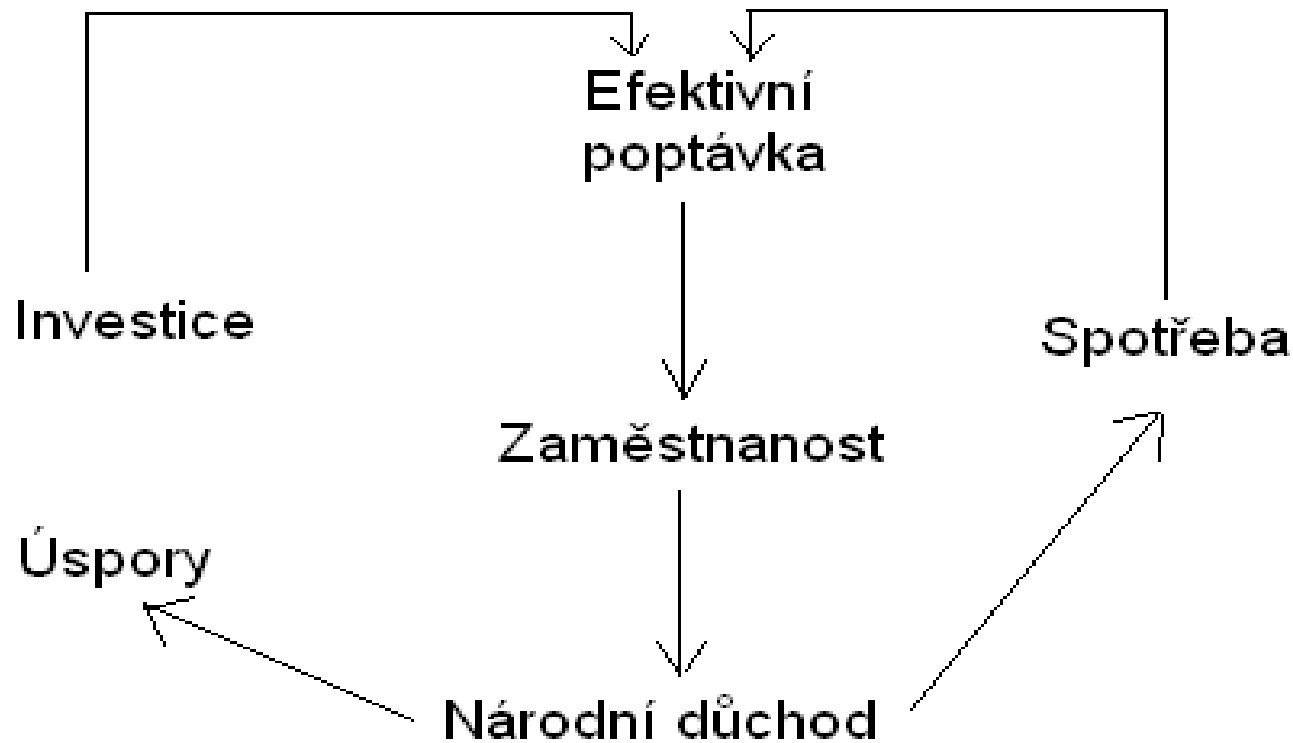 Efektivní
poptávka
Investice
Spotřeba
Zaměstnanost
Úspory
Národní důchod